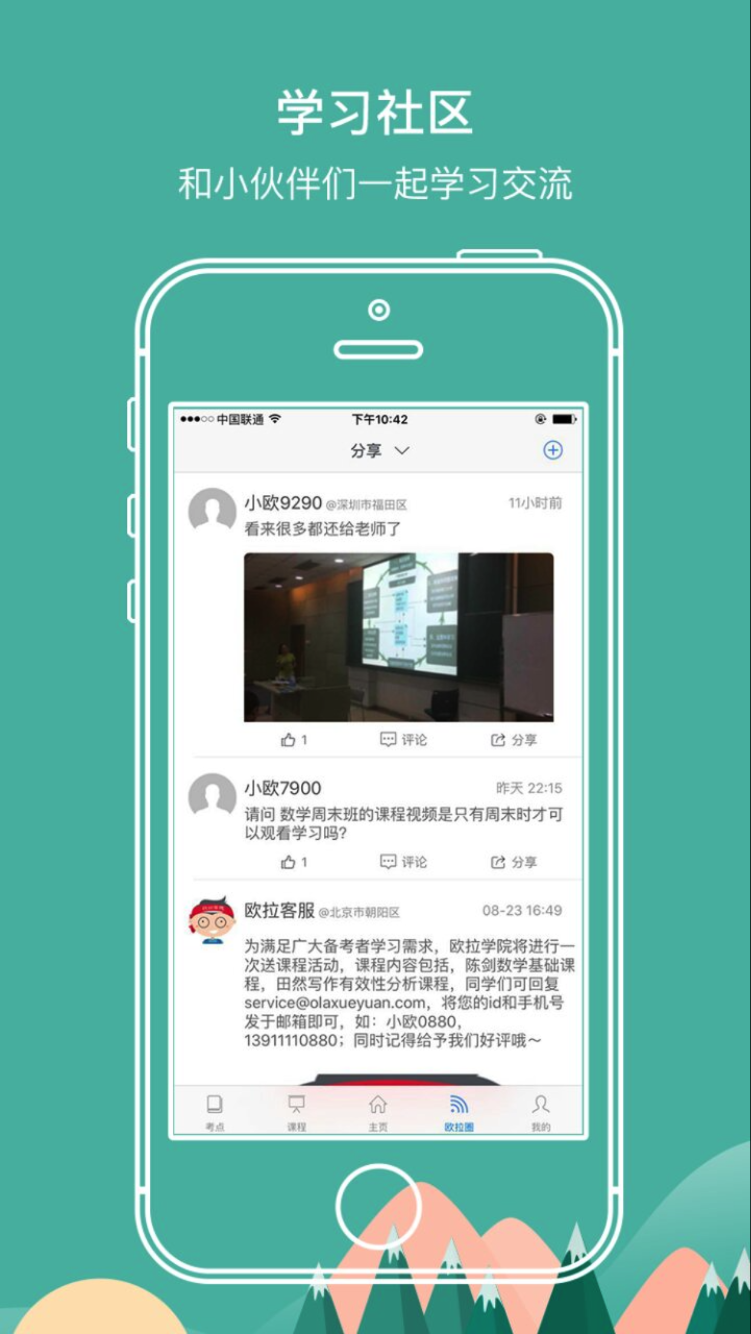 学习社区
和小伙伴们一起学习交流
中国联通 下午10:42
分享
小欧9290 @深圳市福田区 11小时前
看来很多都还给老师了
1 评论 分享
小欧7900 昨天 22:15
请问 数学周末班的课程视频是只有周末时才可
以观看学习吗?
1 评论 分享
欧拉客服 @北京市朝阳区 08-23 16:49
为满足广大备考者学习需求，欧拉学院将进行一
次送课程活动，课程内容包括，陈剑数学基础课
程，田然写作有效性分析课程，同学们可回复
service@olaxueyuan.com，将您的id和手机号
发于邮箱即可，如：小欧0880，
13911110880；同时记得给予我们好评哦～
考点 课程 主页 欧拉圈 我的